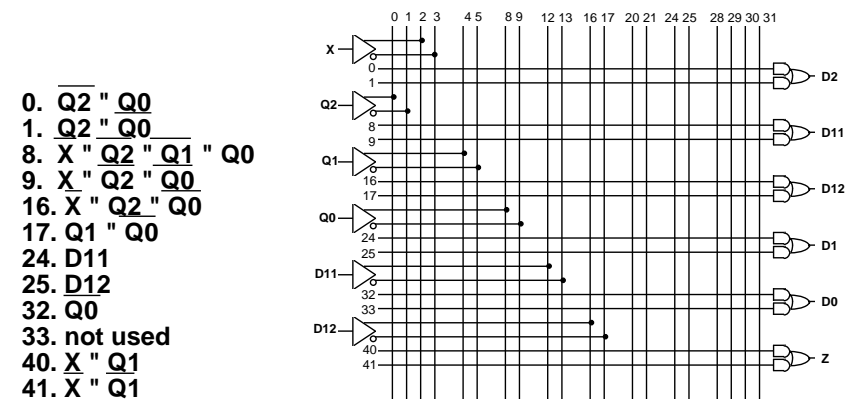 0. Q2 " Q0
1. Q2 " Q0
8. X " Q2 " Q1 " Q0
9. X " Q2 " Q0
16. X " Q2 " Q0
17. Q1 " Q0
24. D11
25. D12
32. Q0
33. not used
40. X " Q1
41. X " Q1
0 1 2 3 4 5 8 9 12 13 16 17 20 21 24 25 28 29 30 31
X
0
1
D2
Q2
8
9
D11
Q1
16
17
D12
Q0
24
25
D1
D11
32
33
D0
D12
40
41
Z